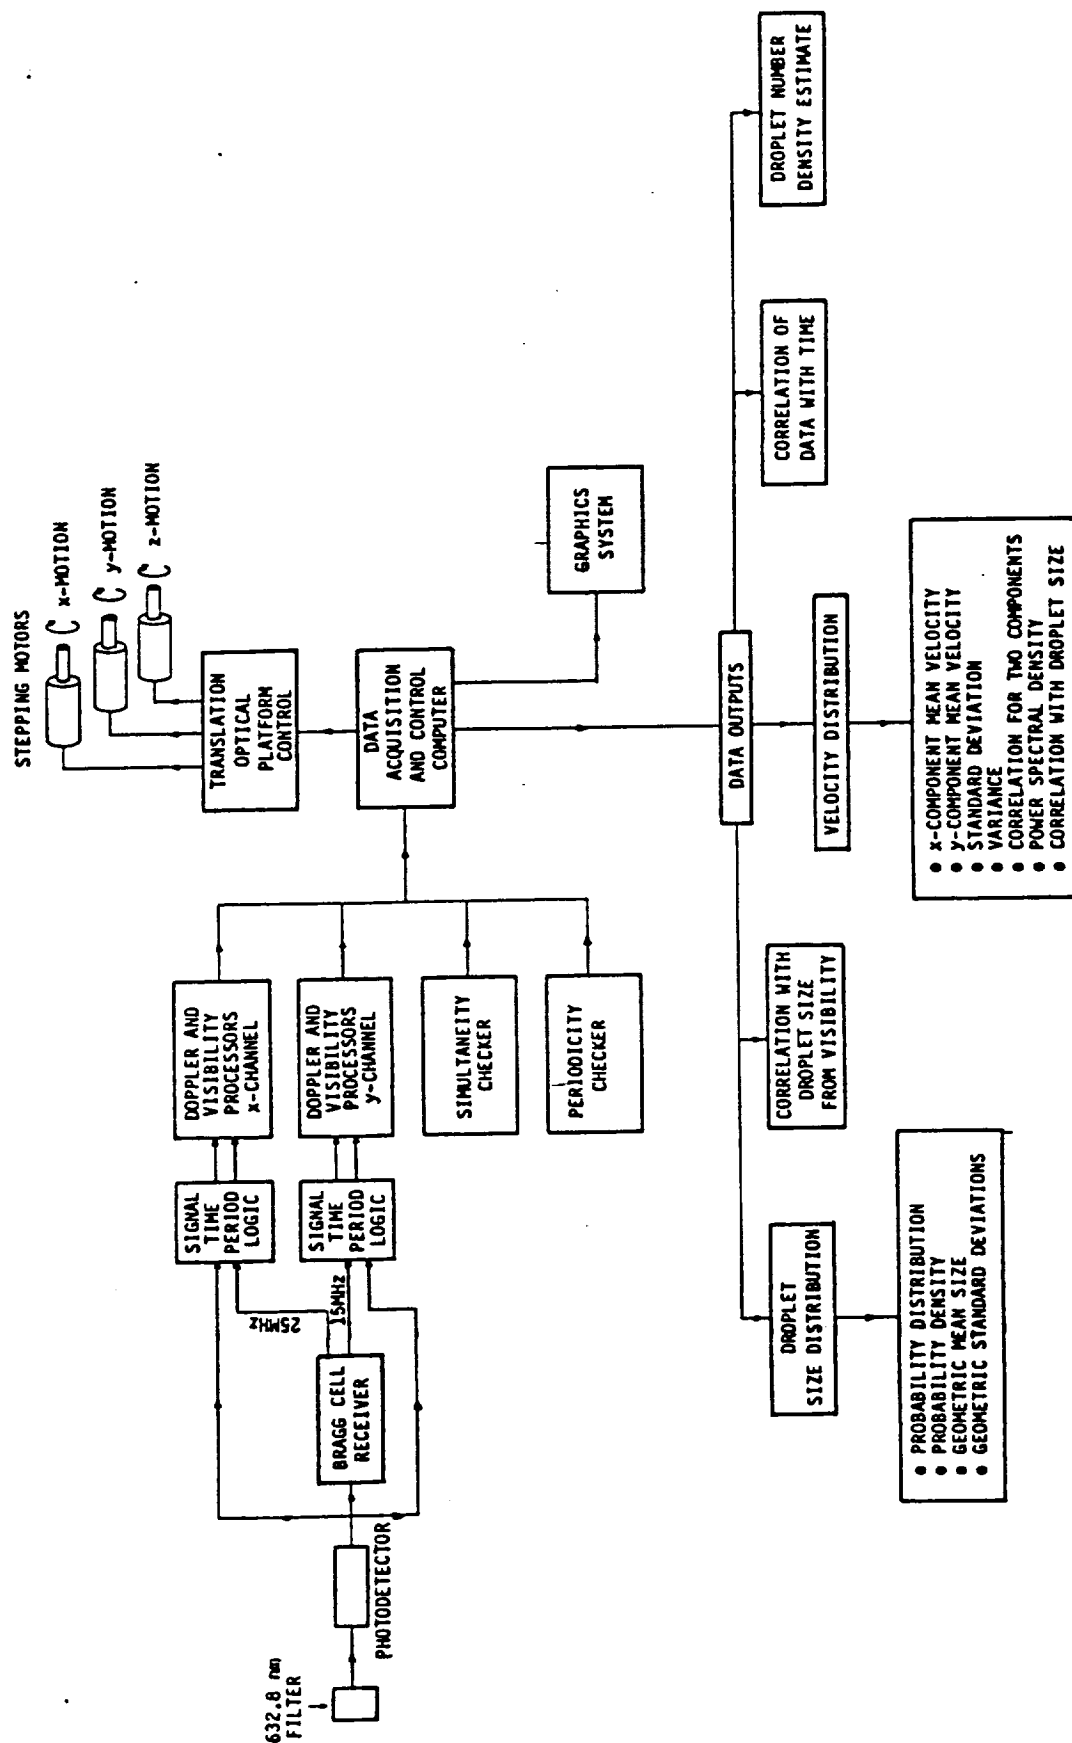 632.8 nm
FILTER
PHOTODETECTOR
BRAGG CELL
RECEIVER
25MHz
15MHz
SIGNAL
TIME
PERIOD
LOGIC
SIGNAL
TIME
PERIOD
LOGIC
DOPPLER AND
VISIBILITY
PROCESSORS
x-CHANNEL
DOPPLER AND
VISIBILITY
PROCESSORS
y-CHANNEL
SIMULTANEITY
CHECKER
PERIODICITY
CHECKER
STEPPING MOTORS
x-MOTION
y-MOTION
z-MOTION
TRANSLATION
OPTICAL
PLATFORM
CONTROL
DATA
ACQUISITION
AND CONTROL
COMPUTER
GRAPHICS
SYSTEM
DATA OUTPUTS
DROPLET
SIZE DISTRIBUTION
● PROBABILITY DISTRIBUTION
● PROBABILITY DENSITY
● GEOMETRIC MEAN SIZE
● GEOMETRIC STANDARD DEVIATIONS
CORRELATION WITH
DROPLET SIZE
FROM VISIBILITY
VELOCITY DISTRIBUTION
● x-COMPONENT MEAN VELOCITY
● y-COMPONENT MEAN VELOCITY
● STANDARD DEVIATION
● VARIANCE
● CORRELATION FOR TWO COMPONENTS
● POWER SPECTRAL DENSITY
● CORRELATION WITH DROPLET SIZE
CORRELATION OF
DATA WITH TIME
DROPLET NUMBER
DENSITY ESTIMATE